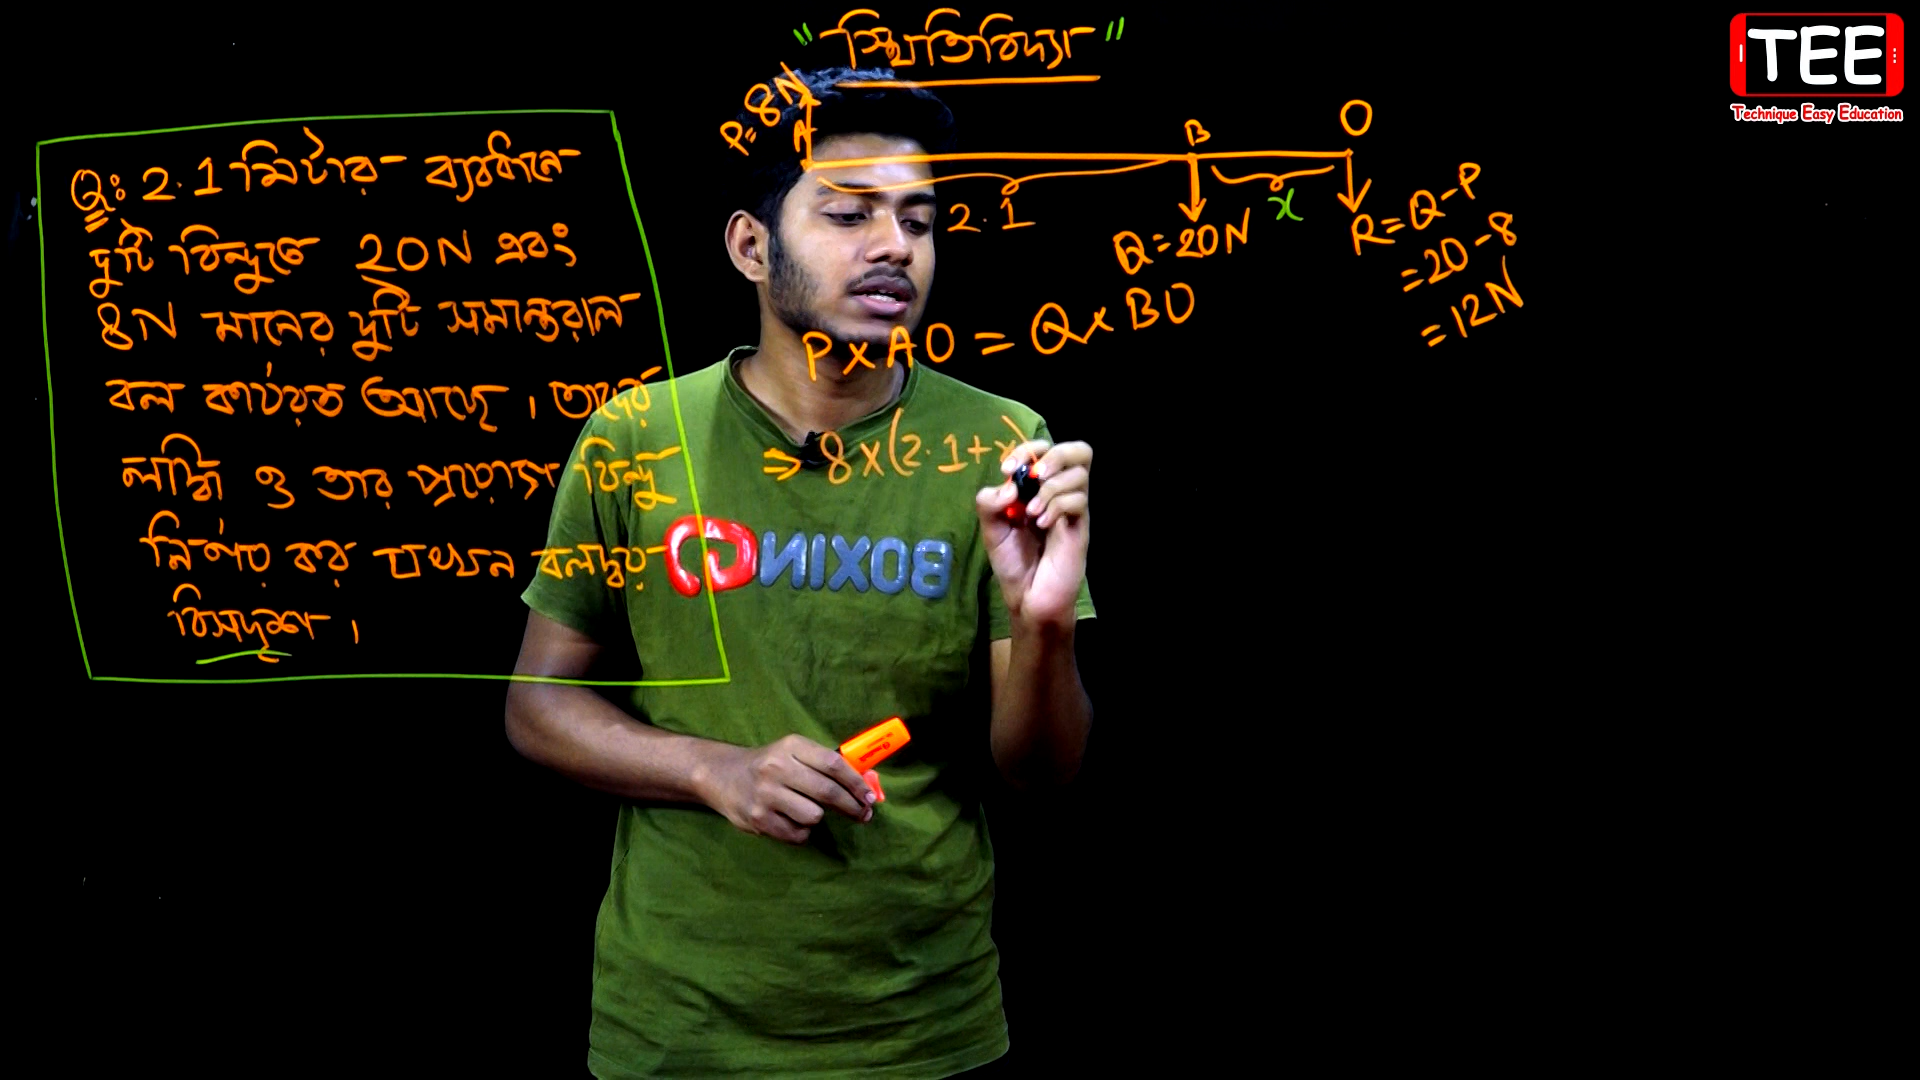 "স্থিতিবিদ্যা"
TEE
Technique Easy Education
Q: 2.1 মিটার ব্যবধানে
দুটি বিন্দুতে 20N এবং
8N মানের দুটি সমান্তরাল
বল কার্যরত আছে। তাদের
লব্ধি ও তার প্রয়োগ বিন্দু
নির্ণয় কর যখন বলদ্বয়
বিসদৃশ।
P=8N
A
B
O
2.1
x
Q=20N
R=Q-P
=20-8
=12N
P×AO = Q×BO
⇒ 8×(2.1+x)
BOXING